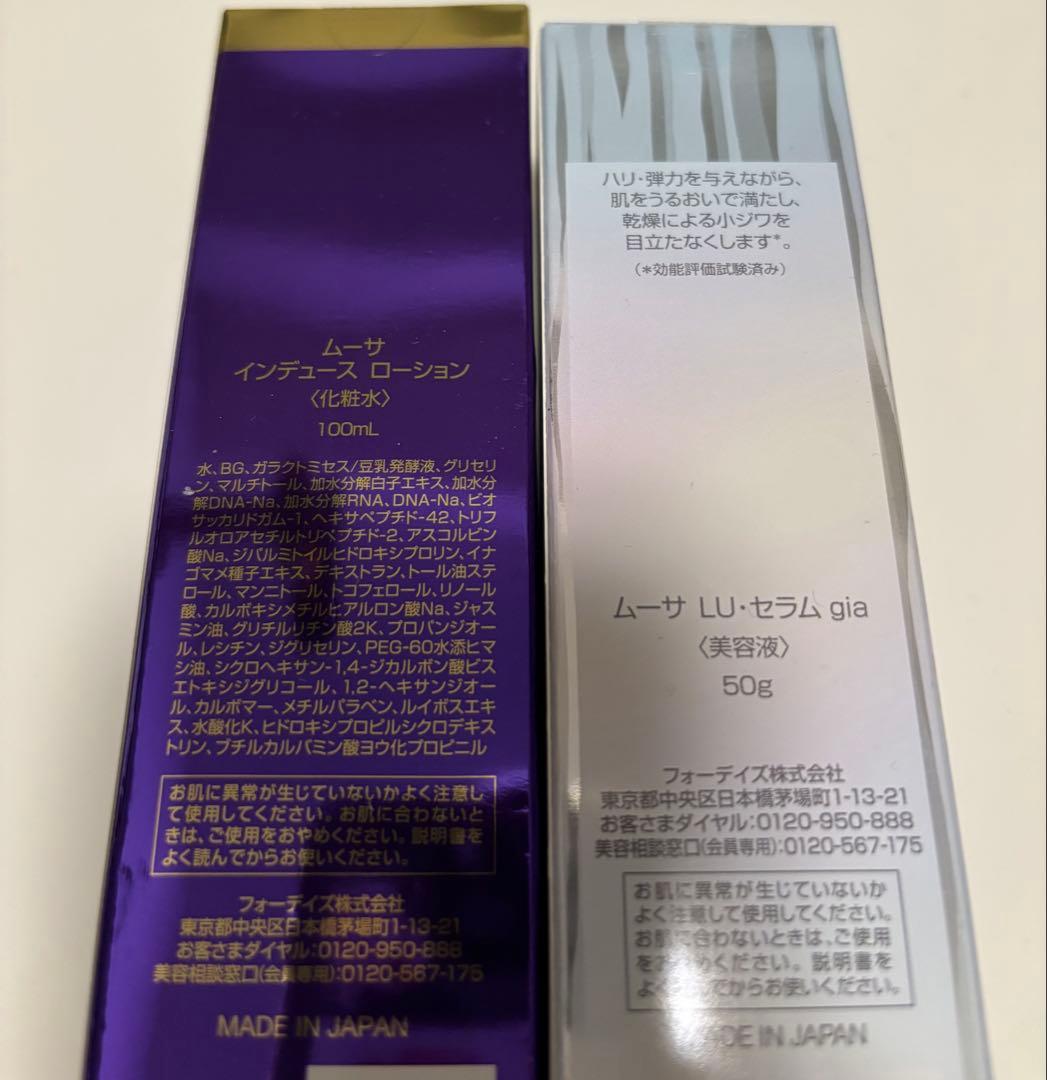 ムーサ
インデュース ローション
〈化粧水〉
100mL
水、BG、ガラクトミセス/豆乳発酵液、グリセリ
ン、マルチトール、加水分解白子エキス、加水分
解DNA-Na、加水分解RNA、DNA-Na、ビオ
サッカリドガム-1、ヘキサペプチド-42、トリフ
ルオロアセチルトリペプチド-2、アスコルビン
酸Na、ジパルミトイルヒドロキシプロリン、イナ
ゴマメ種子エキス、デキストラン、トール油ステ
ロール、マンニトール、トコフェロール、リノール
酸、カルボキシメチルヒアルロン酸Na、ジャス
ミン油、グリチルリチン酸2K、プロパンジオー
ル、レシチン、ジグリセリン、PEG-60水添ヒマ
シ油、シクロヘキサン-1,4-ジカルボン酸ビス
エトキシジグリコール、1,2-ヘキサンジオー
ル、カルボマー、メチルパラベン、ルイボスエキ
ス、水酸化K、ヒドロキシプロピルシクロデキス
トリン、ブチルカルバミン酸ヨウ化プロピニル
お肌に異常が生じていないかよく注意し
て使用してください。お肌に合わないと
きは、ご使用をおやめください。説明書を
よく読んでからお使いください。
フォーデイズ株式会社
東京都中央区日本橋茅場町1-13-21
お客さまダイヤル:0120-950-888
美容相談窓口(会員専用):0120-567-175
MADE IN JAPAN
ハリ・弾力を与えながら、
肌をうるおいで満たし、
乾燥による小ジワを
目立たなくします*。
(*効能評価試験済み)
ムーサ LU・セラム gia
〈美容液〉
50g
フォーデイズ株式会社
東京都中央区日本橋茅場町1-13-21
お客さまダイヤル:0120-950-888
美容相談窓口(会員専用):0120-567-175
お肌に異常が生じていないか
よく注意して使用してください。
お肌に合わないときは、ご使用
をおやめください。説明書を
よく読んでからお使いください。
MADE IN JAPAN